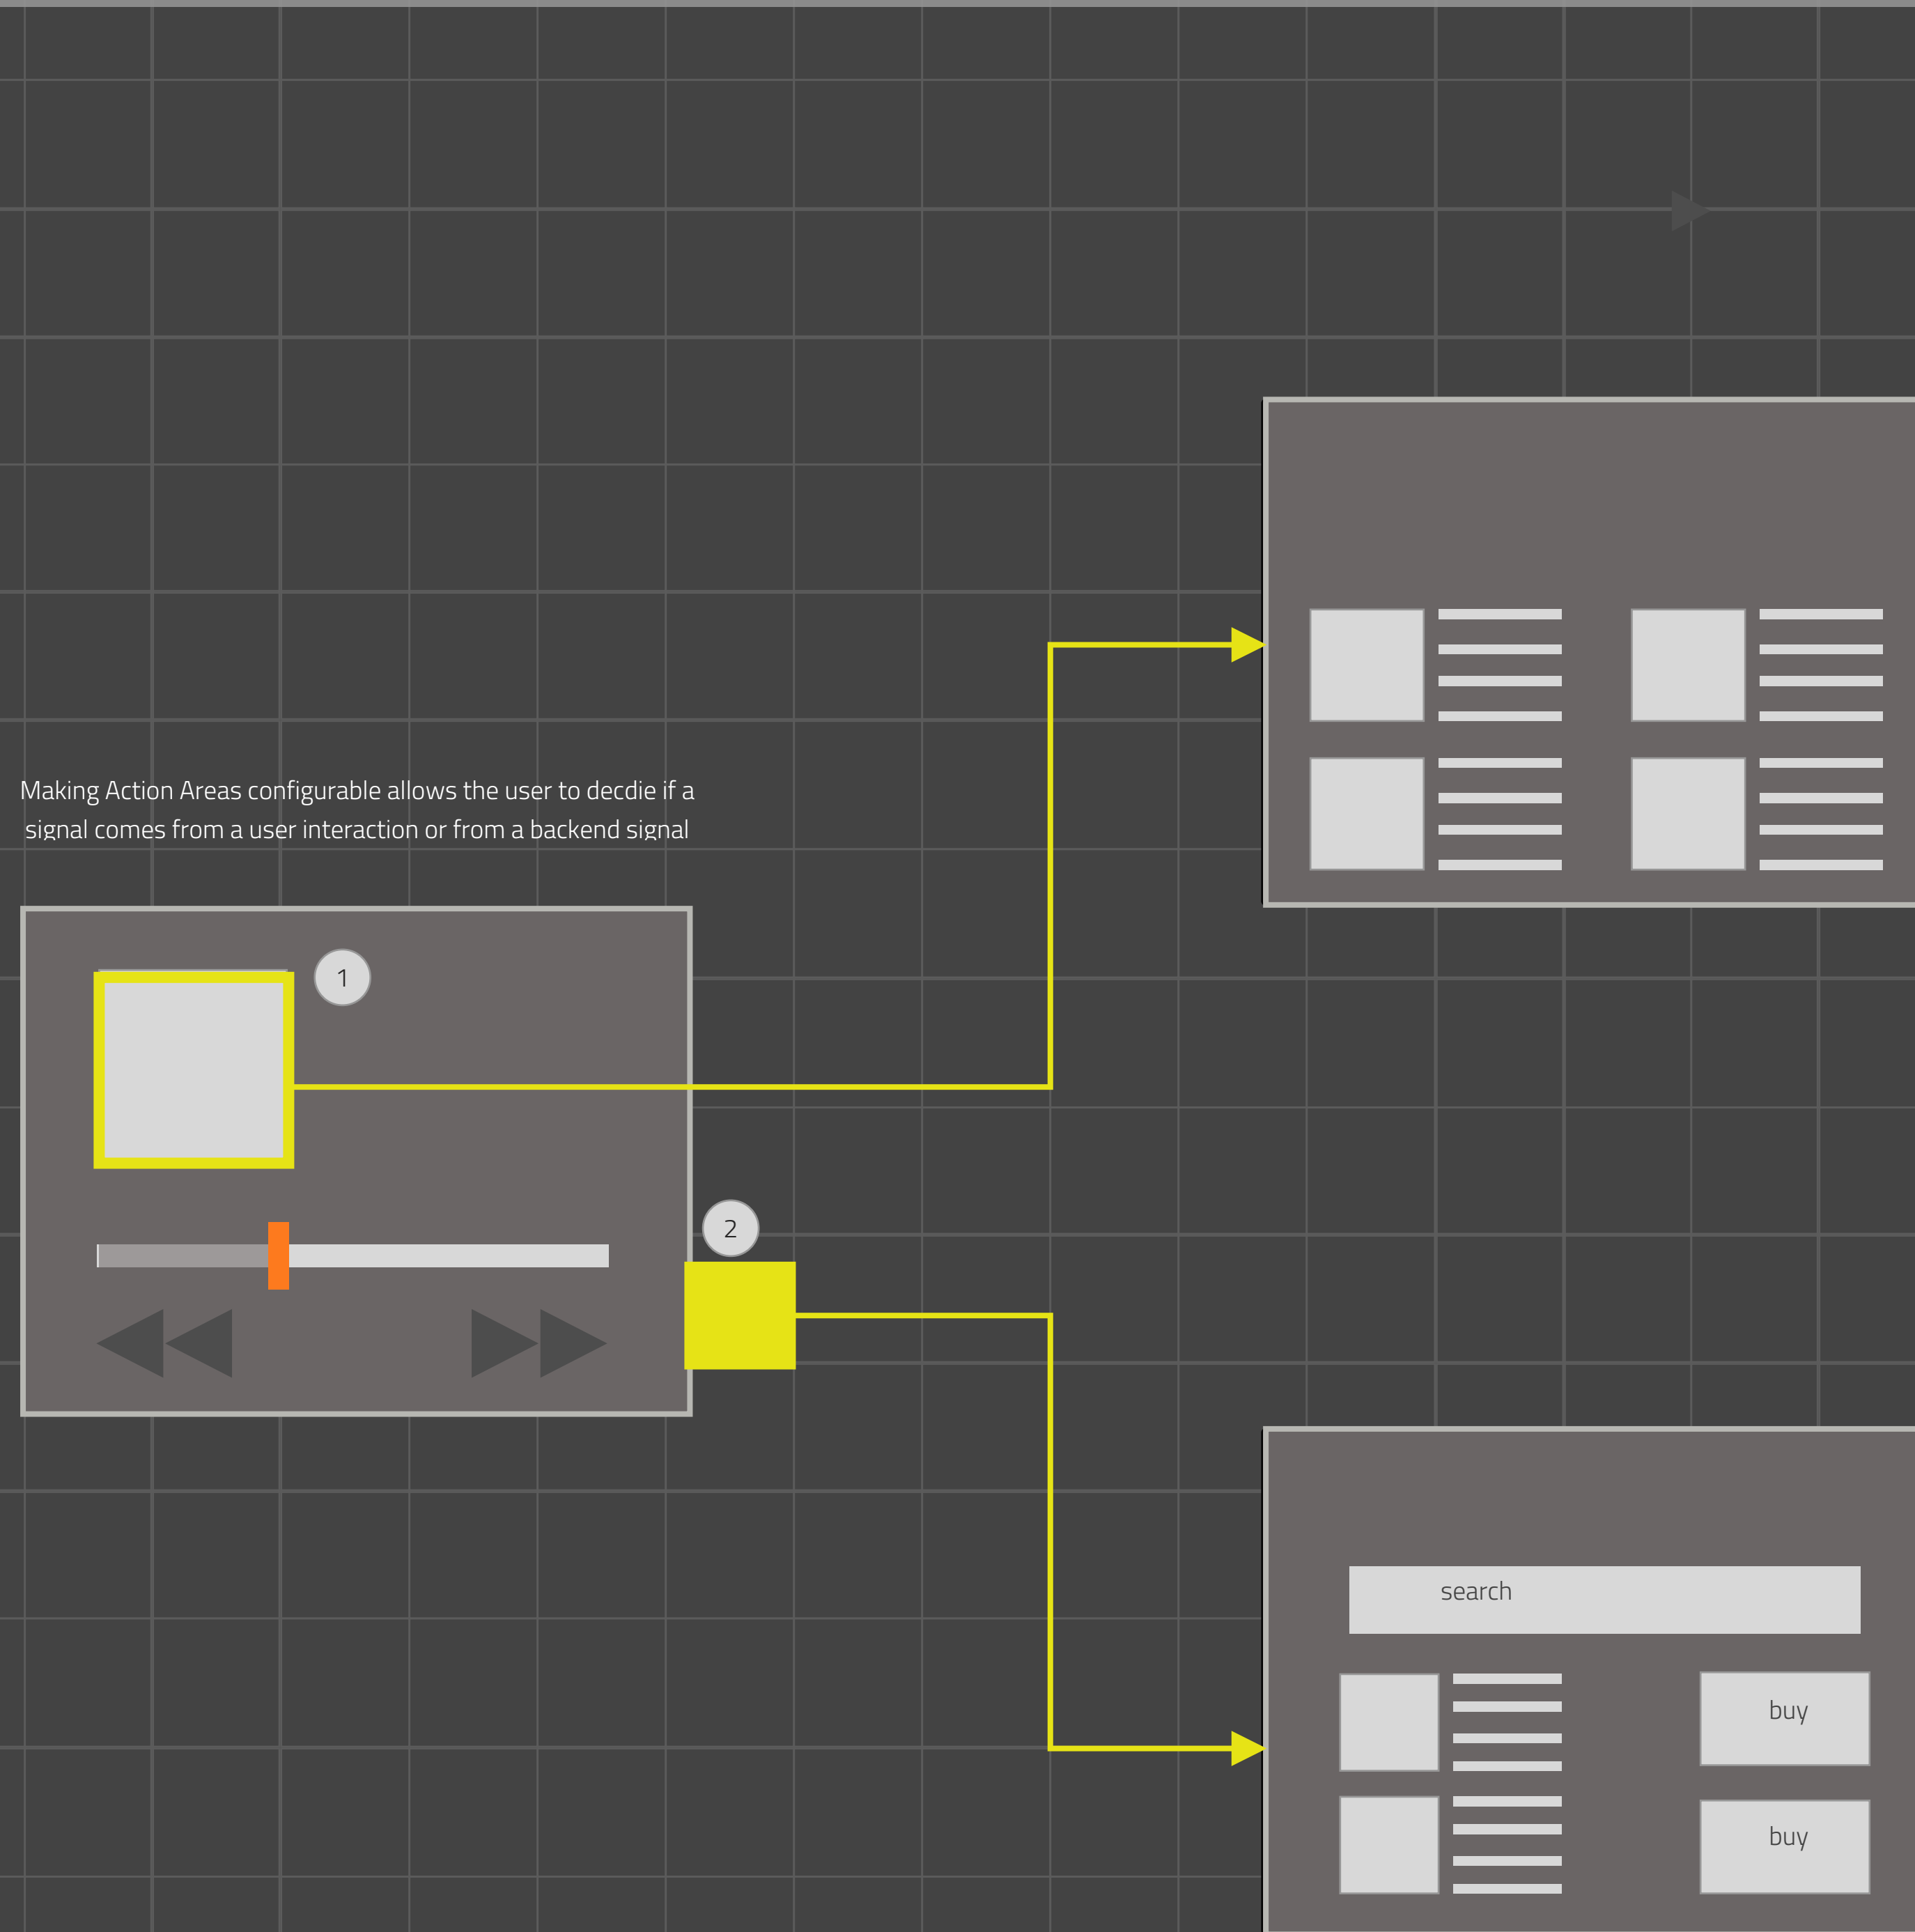 Making Action Areas configurable allows the user to decdie if a
signal comes from a user interaction or from a backend signal
1
2
search
buy
buy